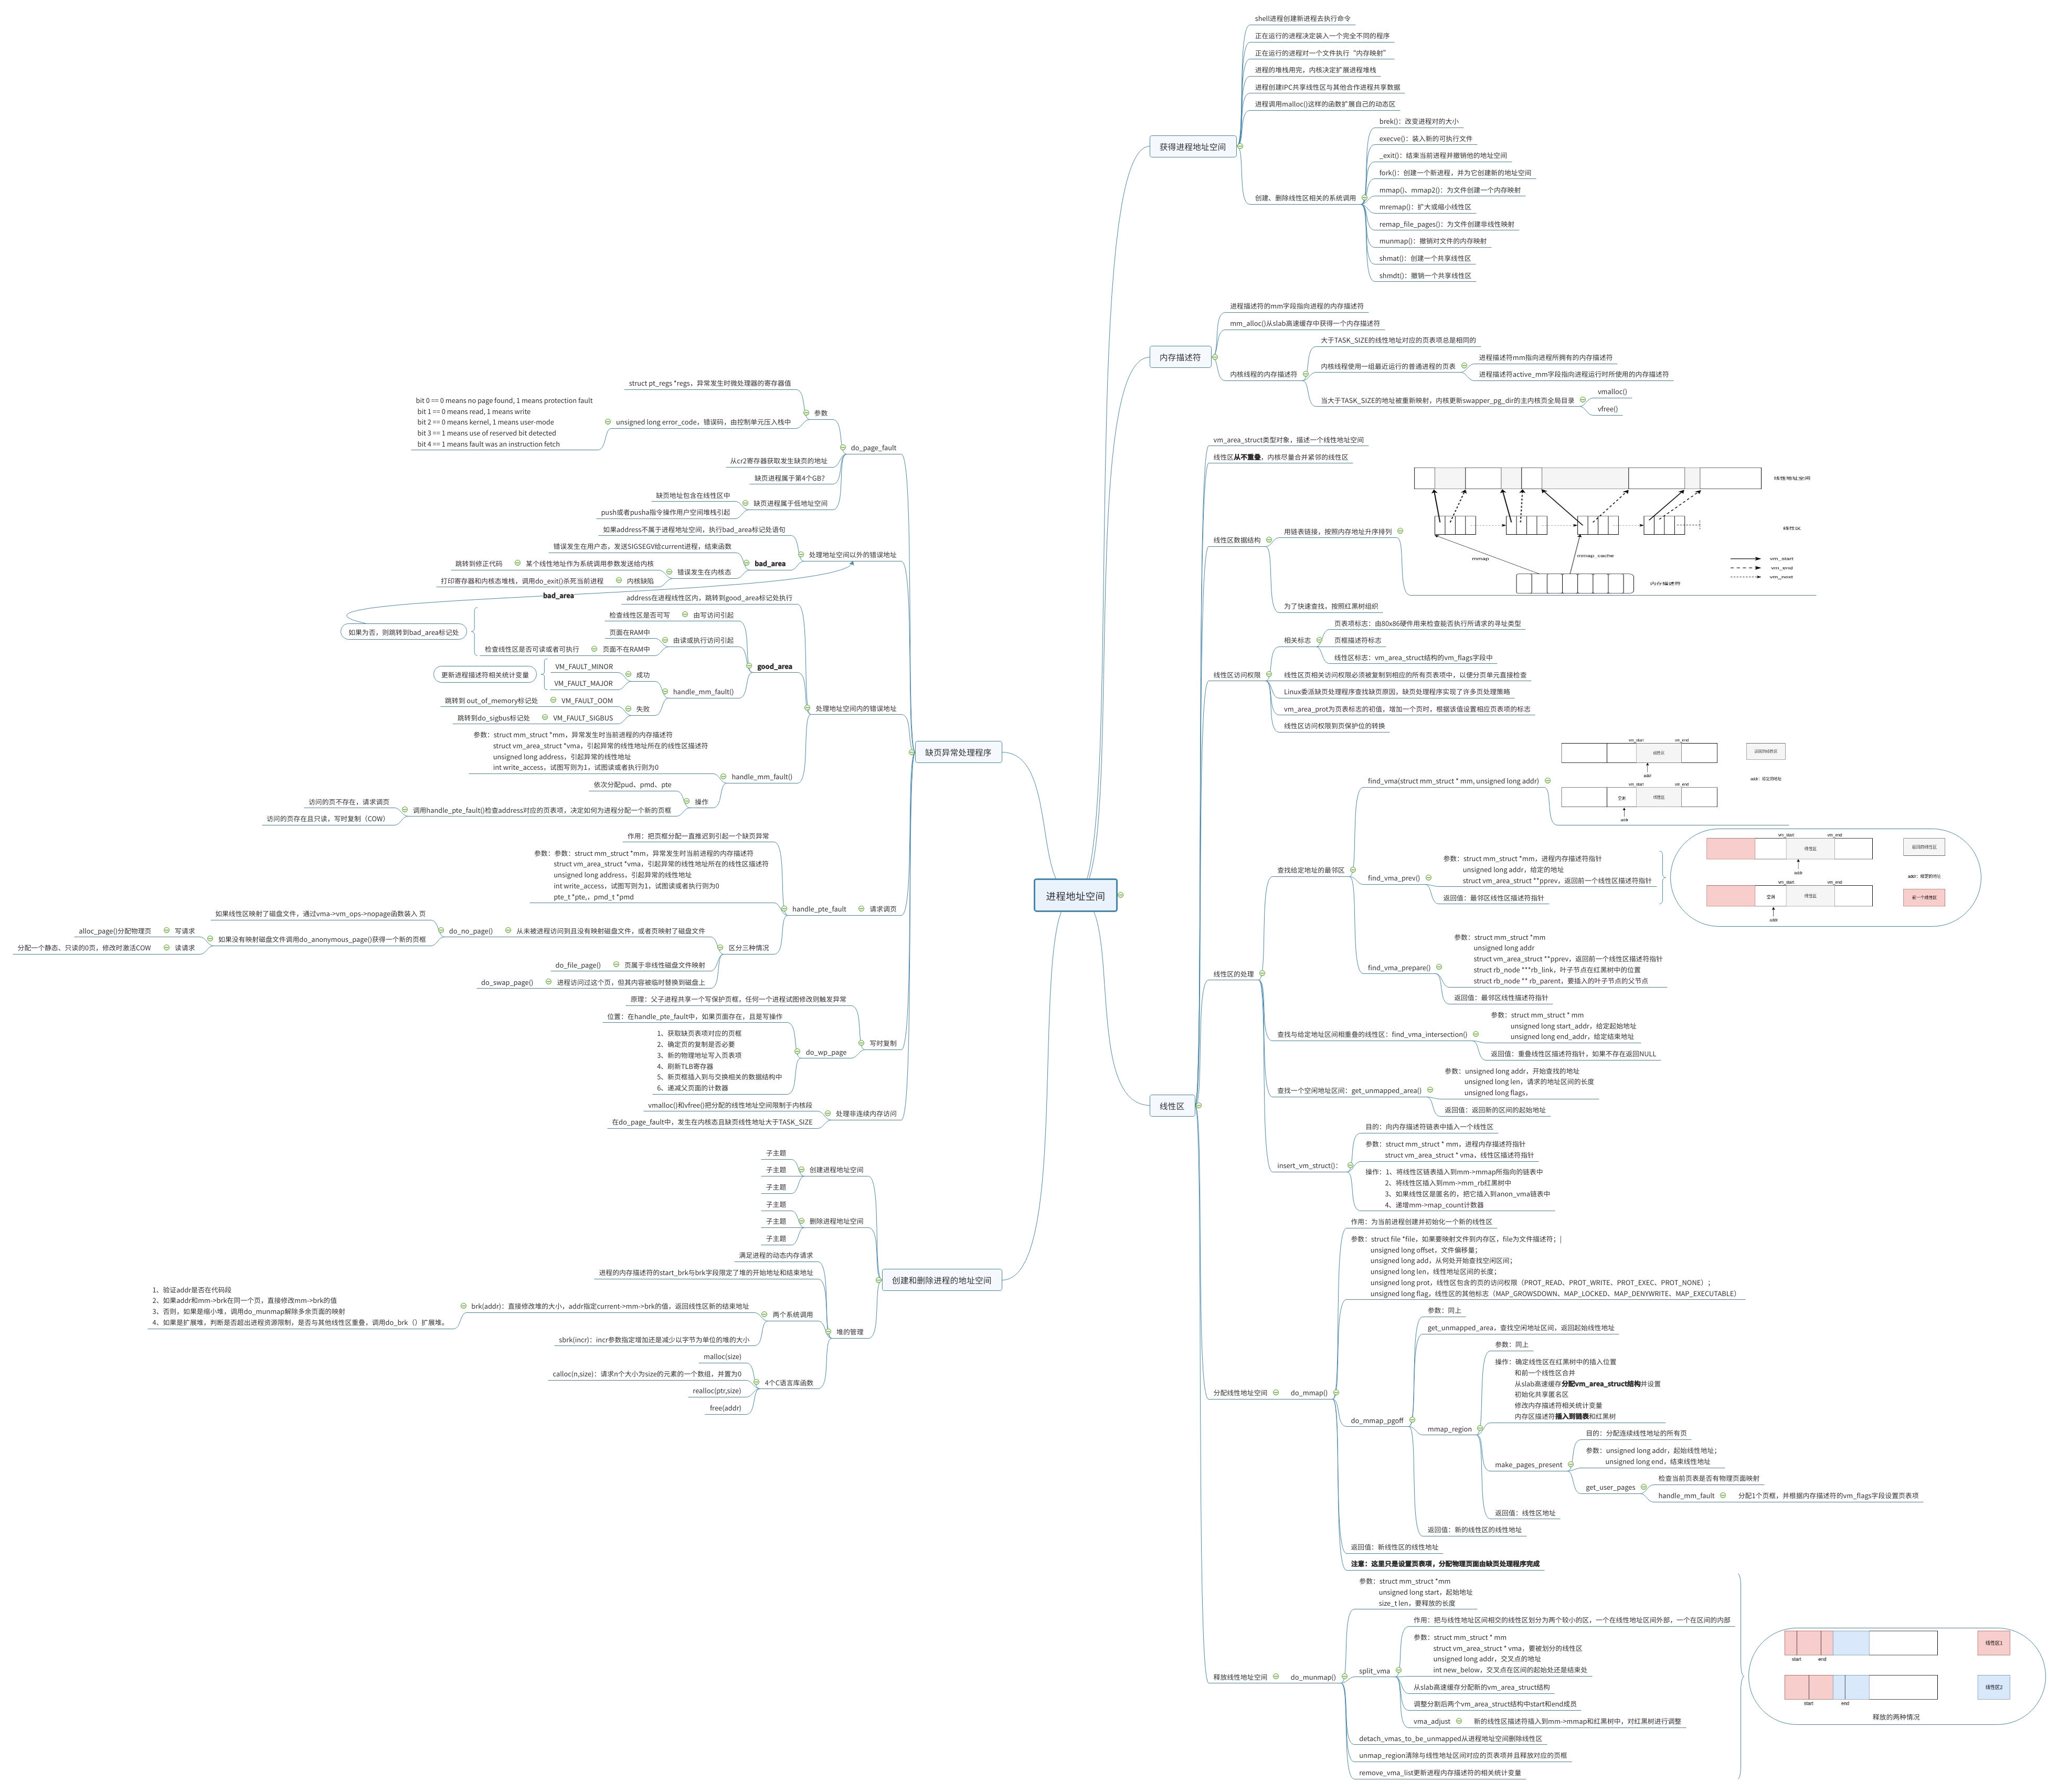 进程地址空间
获得进程地址空间
shell进程创建新进程去执行命令
正在运行的进程决定装入一个完全不同的程序
正在运行的进程对一个文件执行“内存映射”
进程的堆栈用完，内核决定扩展进程堆栈
进程创建IPC共享线性区与其他合作进程共享数据
进程调用malloc()这样的函数扩展自己的动态区
创建、删除线性区相关的系统调用
brek()：改变进程对的大小
execve()：装入新的可执行文件
_exit()：结束当前进程并撤销他的地址空间
fork()：创建一个新进程，并为它创建新的地址空间
mmap()、mmap2()：为文件创建一个内存映射
mremap()：扩大或缩小线性区
remap_file_pages()：为文件创建非线性映射
munmap()：撤销对文件的内存映射
shmat()：创建一个共享线性区
shmdt()：撤销一个共享线性区
内存描述符
进程描述符的mm字段指向进程的内存描述符
mm_alloc()从slab高速缓存中获得一个内存描述符
内核线程的内存描述符
大于TASK_SIZE的线性地址对应的页表项总是相同的
内核线程使用一组最近运行的普通进程的页表
进程描述符mm指向进程所拥有的内存描述符
进程描述符active_mm字段指向进程运行时所使用的内存描述符
当大于TASK_SIZE的地址被重新映射，内核更新swapper_pg_dir的主内核页全局目录
vmalloc()
vfree()
线性区
vm_area_struct类型对象，描述一个线性地址空间
线性区从不重叠，内核尽量合并紧邻的线性区
线性区数据结构
用链表链接，按照内存地址升序排列
线性地址空间
线性区
mmap
mmap_cache
内存描述符
vm_start
vm_end
vm_next
为了快速查找，按照红黑树组织
线性区访问权限
相关标志
页表项标志：由80x86硬件用来检查能否执行所请求的寻址类型
页框描述符标志
线性区标志：vm_area_struct结构的vm_flags字段中
线性区页相关访问权限必须被复制到相应的所有页表项中，以便分页单元直接检查
Linux委派缺页处理程序查找缺页原因，缺页处理程序实现了许多页处理策略
vm_area_prot为页表标志的初值，增加一个页时，根据该值设置相应页表项的标志
线性区访问权限到页保护位的转换
线性区的处理
查找给定地址的最邻区
find_vma(struct mm_struct * mm, unsigned long addr)
vm_start
vm_end
线性区
addr
返回的线性区
addr：给定的地址
vm_start
vm_end
空洞
线性区
addr
find_vma_prev()
参数：struct mm_struct *mm，进程内存描述符指针
unsigned long addr，给定的地址
struct vm_area_struct **pprev，返回前一个线性区描述符指针
返回值：最邻区线性区描述符指针
vm_start
vm_end
线性区
addr
返回的线性区
addr：给定的地址
vm_start
vm_end
空洞
线性区
addr
前一个线性区
find_vma_prepare()
参数：struct mm_struct *mm
unsigned long addr
struct vm_area_struct **pprev，返回前一个线性区描述符指针
struct rb_node ***rb_link，叶子节点在红黑树中的位置
struct rb_node ** rb_parent，要插入的叶子节点的父节点
返回值：最邻区线性描述符指针
查找与给定地址区间相重叠的线性区：find_vma_intersection()
参数：struct mm_struct * mm
unsigned long start_addr，给定起始地址
unsigned long end_addr，给定结束地址
返回值：重叠线性区描述符指针，如果不存在返回NULL
查找一个空闲地址区间：get_unmapped_area()
参数：unsigned long addr，开始查找的地址
unsigned long len，请求的地址区间的长度
unsigned long flags，
返回值：返回新的区间的起始地址
insert_vm_struct()：
目的：向内存描述符链表中插入一个线性区
参数：struct mm_struct * mm，进程内存描述符指针
struct vm_area_struct * vma，线性区描述符指针
操作：1、将线性区链表插入到mm->mmap所指向的链表中
2、将线性区插入到mm->mm_rb红黑树中
3、如果线性区是匿名的，把它插入到anon_vma链表中
4、递增mm->map_count计数器
分配线性地址空间
do_mmap()
作用：为当前进程创建并初始化一个新的线性区
参数：struct file *file，如果要映射文件到内存区，file为文件描述符；|
unsigned long offset，文件偏移量；
unsigned long add，从何处开始查找空闲区间；
unsigned long len，线性地址区间的长度；
unsigned long prot，线性区包含的页的访问权限（PROT_READ、PROT_WRITE、PROT_EXEC、PROT_NONE）；
unsigned long flag，线性区的其他标志（MAP_GROWSDOWN、MAP_LOCKED、MAP_DENYWRITE、MAP_EXECUTABLE）
do_mmap_pgoff
参数：同上
get_unmapped_area，查找空闲地址区间，返回起始线性地址
mmap_region
参数：同上
操作：确定线性区在红黑树中的插入位置
和前一个线性区合并
从slab高速缓存分配vm_area_struct结构并设置
初始化共享匿名区
修改内存描述符相关统计变量
内存区描述符插入到链表和红黑树
make_pages_present
目的：分配连续线性地址的所有页
参数：unsigned long addr，起始线性地址；
unsigned long end，结束线性地址
get_user_pages
检查当前页表是否有物理页面映射
handle_mm_fault
分配1个页框，并根据内存描述符的vm_flags字段设置页表项
返回值：线性区地址
返回值：新的线性区的线性地址
返回值：新线性区的线性地址
注意：这里只是设置页表项，分配物理页面由缺页处理程序完成
释放线性地址空间
do_munmap()
参数：struct mm_struct *mm
unsigned long start，起始地址
size_t len，要释放的长度
split_vma
作用：把与线性地址区间相交的线性区划分为两个较小的区，一个在线性地址区间外部，一个在区间的内部
参数：struct mm_struct * mm
struct vm_area_struct * vma，要被划分的线性区
unsigned long addr，交叉点的地址
int new_below，交叉点在区间的起始处还是结束处
从slab高速缓存分配新的vm_area_struct结构
调整分割后两个vm_area_struct结构中start和end成员
vma_adjust
新的线性区描述符插入到mm->mmap和红黑树中，对红黑树进行调整
detach_vmas_to_be_unmapped从进程地址空间删除线性区
unmap_region清除与线性地址区间对应的页表项并且释放对应的页框
remove_vma_list更新进程内存描述符的相关统计变量
start
end
线性区1
start
end
线性区2
释放的两种情况
缺页异常处理程序
do_page_fault
参数
struct pt_regs *regs，异常发生时微处理器的寄存器值
unsigned long error_code，错误码，由控制单元压入栈中
bit 0 == 0 means no page found, 1 means protection fault
bit 1 == 0 means read, 1 means write
bit 2 == 0 means kernel, 1 means user-mode
bit 3 == 1 means use of reserved bit detected
bit 4 == 1 means fault was an instruction fetch
从cr2寄存器获取发生缺页的地址
缺页进程属于第4个GB？
缺页进程属于低地址空间
缺页地址包含在线性区中
push或者pusha指令操作用户空间堆栈引起
处理地址空间以外的错误地址
如果address不属于进程地址空间，执行bad_area标记处语句
bad_area
错误发生在用户态，发送SIGSEGV给current进程，结束函数
错误发生在内核态
某个线性地址作为系统调用参数发送给内核
跳转到修正代码
内核缺陷
打印寄存器和内核态堆栈，调用do_exit()杀死当前进程
bad_area
处理地址空间内的错误地址
address在进程线性区内，跳转到good_area标记处执行
good_area
由写访问引起
检查线性区是否可写
由读或执行访问引起
页面在RAM中
页面不在RAM中
检查线性区是否可读或者可执行
如果为否，则跳转到bad_area标记处
handle_mm_fault()
成功
VM_FAULT_MINOR
VM_FAULT_MAJOR
更新进程描述符相关统计变量
失败
VM_FAULT_OOM
跳转到 out_of_memory标记处
VM_FAULT_SIGBUS
跳转到do_sigbus标记处
handle_mm_fault()
参数：struct mm_struct *mm，异常发生时当前进程的内存描述符
struct vm_area_struct *vma，引起异常的线性地址所在的线性区描述符
unsigned long address，引起异常的线性地址
int write_access，试图写则为1，试图读或者执行则为0
操作
依次分配pud、pmd、pte
调用handle_pte_fault()检查address对应的页表项，决定如何为进程分配一个新的页框
访问的页不存在，请求调页
访问的页存在且只读，写时复制（COW）
请求调页
handle_pte_fault
作用：把页框分配一直推迟到引起一个缺页异常
参数：参数：struct mm_struct *mm，异常发生时当前进程的内存描述符
struct vm_area_struct *vma，引起异常的线性地址所在的线性区描述符
unsigned long address，引起异常的线性地址
int write_access，试图写则为1，试图读或者执行则为0
pte_t *pte,，pmd_t *pmd
区分三种情况
从未被进程访问到且没有映射磁盘文件，或者页映射了磁盘文件
do_no_page()
如果线性区映射了磁盘文件，通过vma->vm_ops->nopage函数装入 页
如果没有映射磁盘文件调用do_anonymous_page()获得一个新的页框
写请求
alloc_page()分配物理页
读请求
分配一个静态、只读的0页，修改时激活COW
页属于非线性磁盘文件映射
do_file_page()
进程访问过这个页，但其内容被临时替换到磁盘上
do_swap_page()
写时复制
原理：父子进程共享一个写保护页框，任何一个进程试图修改则触发异常
do_wp_page
位置：在handle_pte_fault中，如果页面存在，且是写操作
1、获取缺页表项对应的页框
2、确定页的复制是否必要
3、新的物理地址写入页表项
4、刷新TLB寄存器
5、新页框插入到与交换相关的数据结构中
6、递减父页面的计数器
处理非连续内存访问
vmalloc()和vfree()把分配的线性地址空间限制于内核段
在do_page_fault中，发生在内核态且缺页线性地址大于TASK_SIZE
创建和删除进程的地址空间
创建进程地址空间
子主题
子主题
子主题
删除进程地址空间
子主题
子主题
子主题
堆的管理
满足进程的动态内存请求
进程的内存描述符的start_brk与brk字段限定了堆的开始地址和结束地址
两个系统调用
brk(addr)：直接修改堆的大小，addr指定current->mm->brk的值，返回线性区新的结束地址
1、验证addr是否在代码段
2、如果addr和mm->brk在同一个页，直接修改mm->brk的值
3、否则，如果是缩小堆，调用do_munmap解除多余页面的映射
4、如果是扩展堆，判断是否超出进程资源限制，是否与其他线性区重叠，调用do_brk（）扩展堆。
sbrk(incr)：incr参数指定增加还是减少以字节为单位的堆的大小
4个C语言库函数
malloc(size)
calloc(n,size)：请求n个大小为size的元素的一个数组，并置为0
realloc(ptr,size)
free(addr)